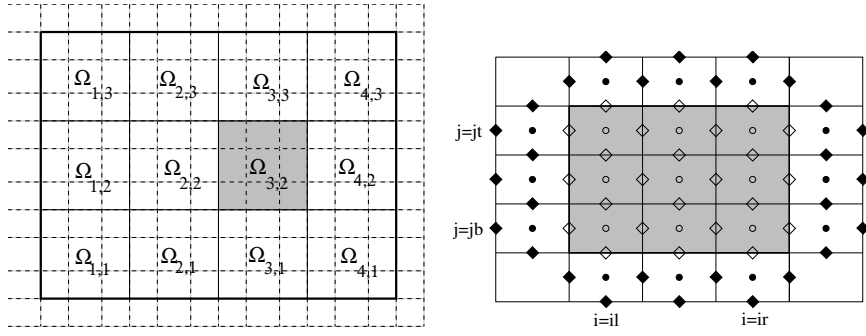 Ω1,3 Ω2,3 Ω3,3 Ω4,3
Ω1,2 Ω2,2 Ω3,2 Ω4,2
Ω1,1 Ω2,1 Ω3,1 Ω4,1
j=jt
j=jb
i=il i=ir